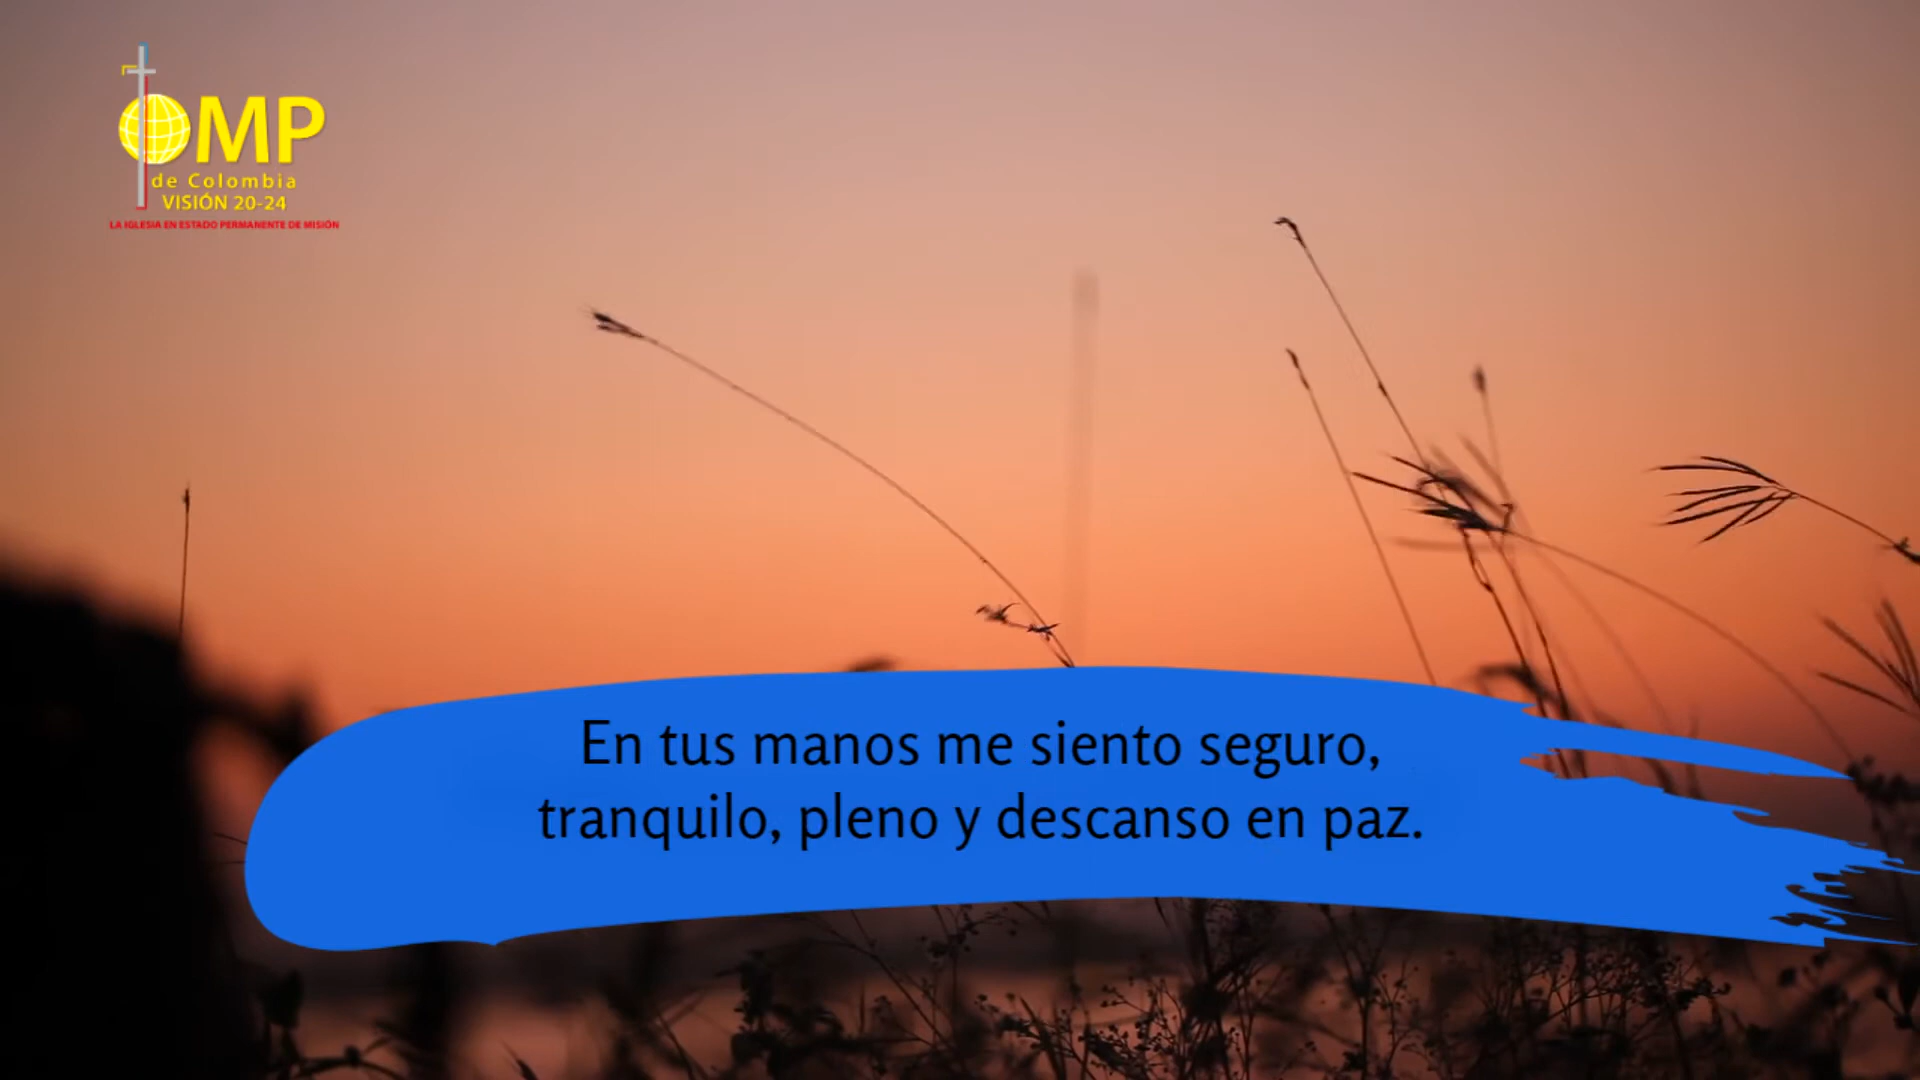 OMP
de Colombia
VISIÓN 20-24
LA IGLESIA EN ESTADO PERMANENTE DE MISIÓN
En tus manos me siento seguro,
tranquilo, pleno y descanso en paz.